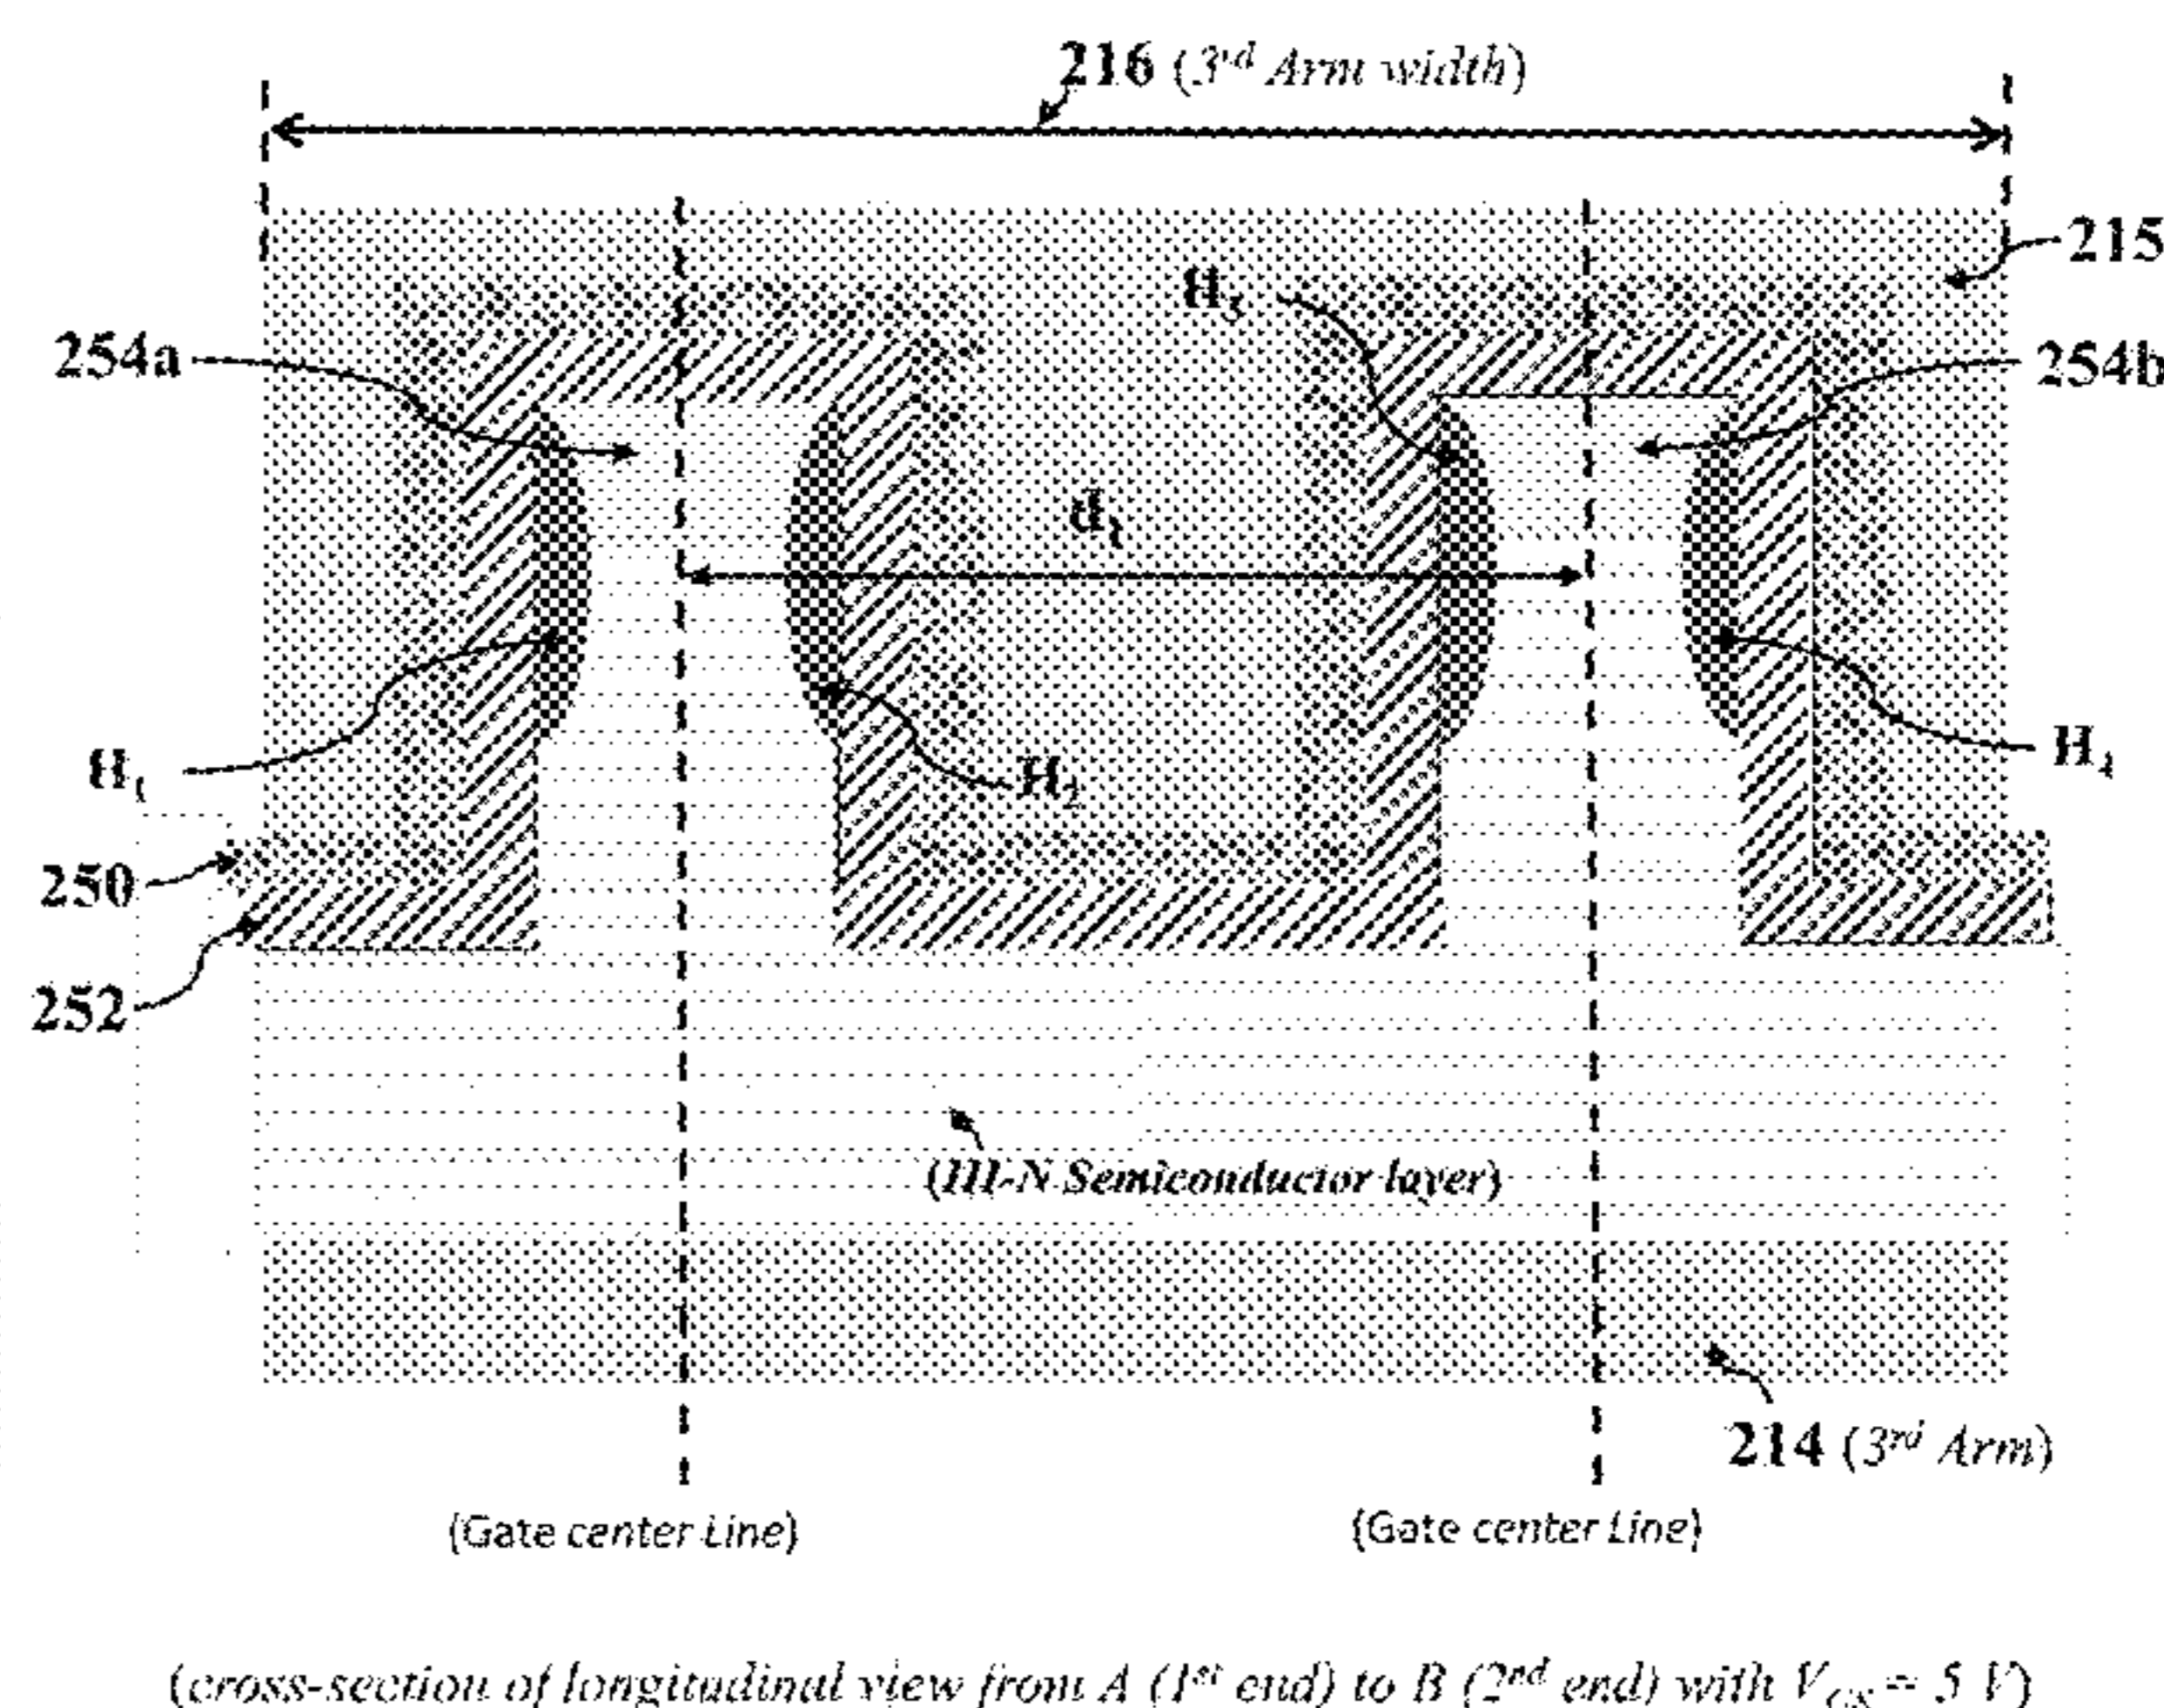 216 (3rd Arm width)
215
H3
254a
254b
d1
H1
H2
H4
250
252
(III-N Semiconductor layer)
214 (3rd Arm)
(Gate center Line)
(Gate center Line)
(cross-section of longitudinal view from A (1st end) to B (2nd end) with VGS = 5 V)